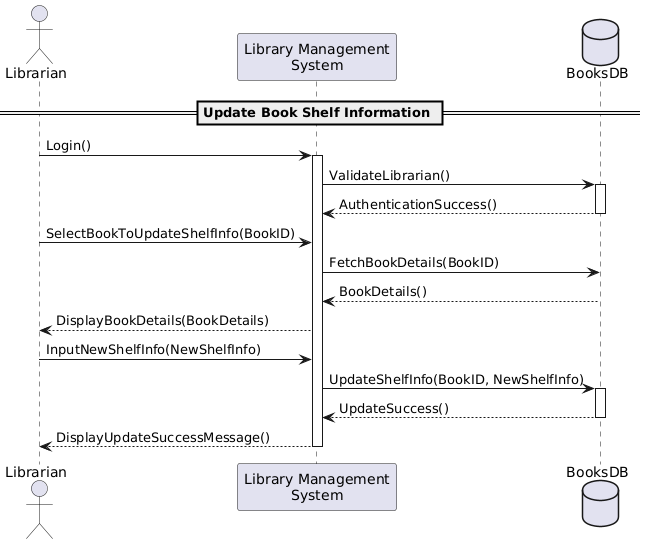 Librarian
Library Management
System
BooksDB
Update Book Shelf Information
Login()
ValidateLibrarian()
AuthenticationSuccess()
SelectBookToUpdateShelfInfo(BookID)
FetchBookDetails(BookID)
BookDetails()
DisplayBookDetails(BookDetails)
InputNewShelfInfo(NewShelfInfo)
UpdateShelfInfo(BookID, NewShelfInfo)
UpdateSuccess()
DisplayUpdateSuccessMessage()
Librarian
Library Management
System
BooksDB